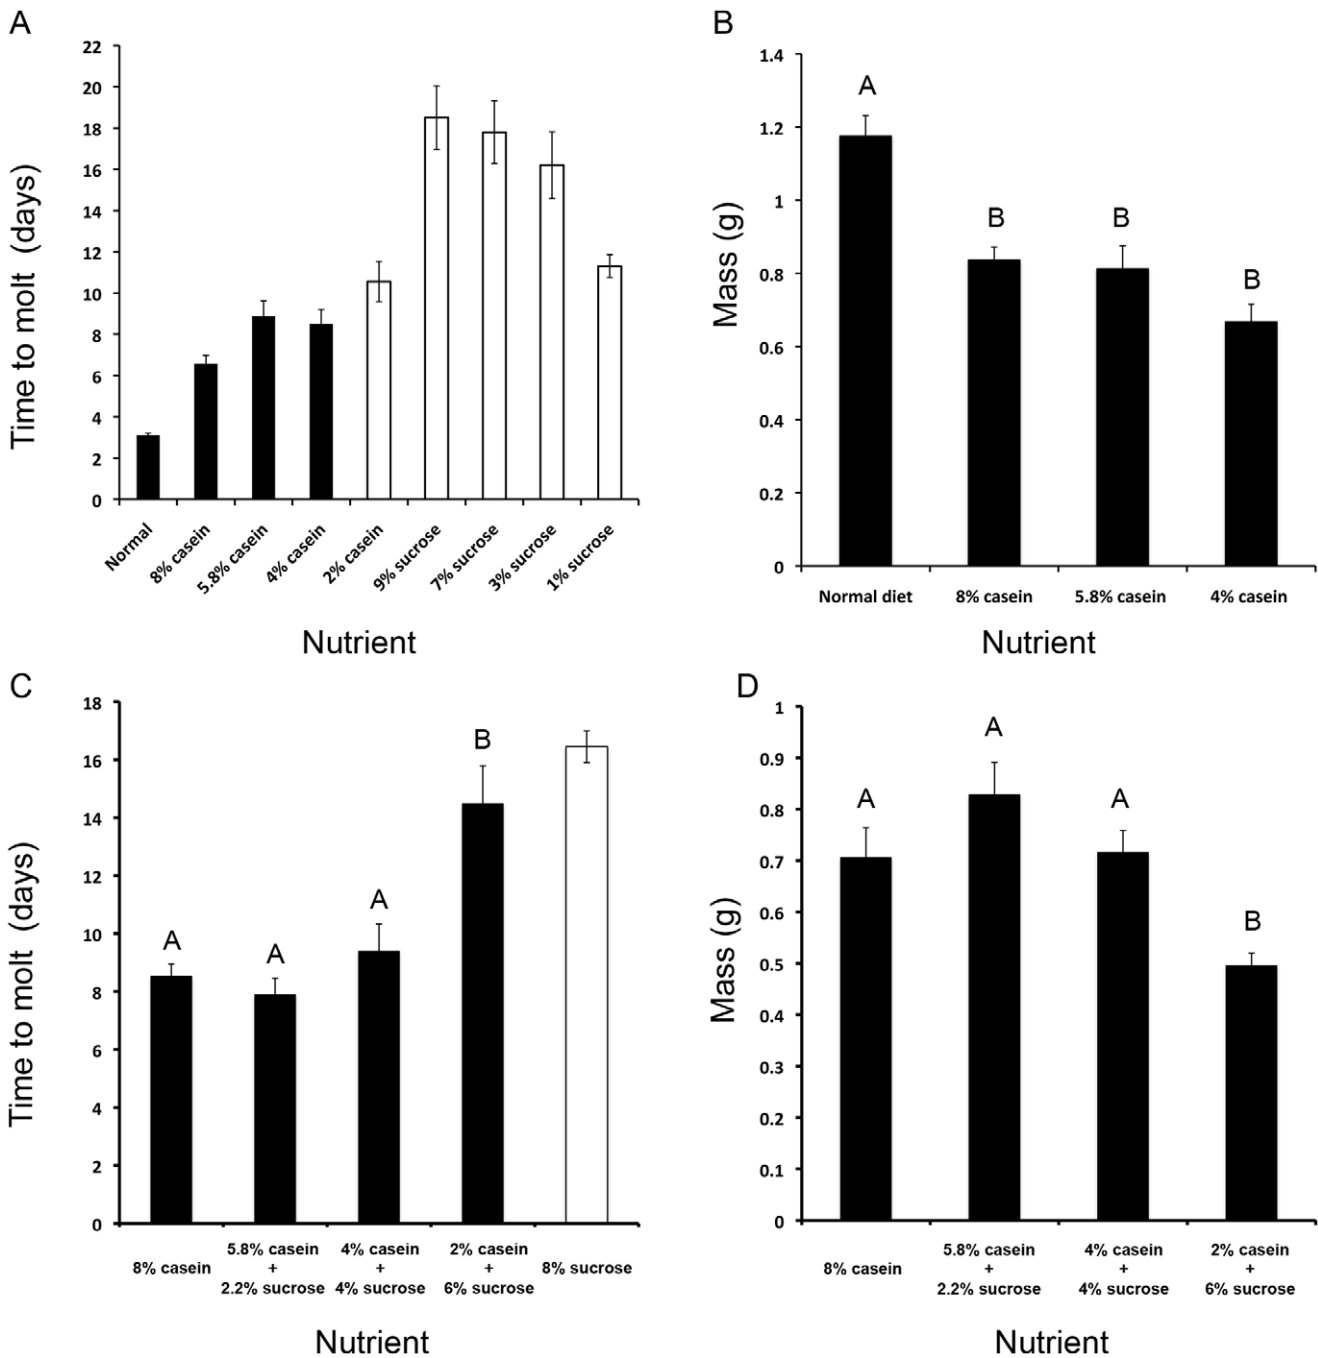 A
Time to molt (days)
22
20
18
16
14
12
10
8
6
4
2
0
Normal
8% casein
5.8% casein
4% casein
2% casein
9% sucrose
7% sucrose
3% sucrose
1% sucrose
Nutrient
B
Mass (g)
1.4
1.2
1
0.8
0.6
0.4
0.2
0
A
B
B
B
Normal diet
8% casein
5.8% casein
4% casein
Nutrient
C
Time to molt (days)
18
16
14
12
10
8
6
4
2
0
A
A
A
B
8% casein
5.8% casein
+
2.2% sucrose
4% casein
+
4% sucrose
2% casein
+
6% sucrose
8% sucrose
Nutrient
D
Mass (g)
1
0.9
0.8
0.7
0.6
0.5
0.4
0.3
0.2
0.1
0
A
A
A
B
8% casein
5.8% casein
+
2.2% sucrose
4% casein
+
4% sucrose
2% casein
+
6% sucrose
Nutrient